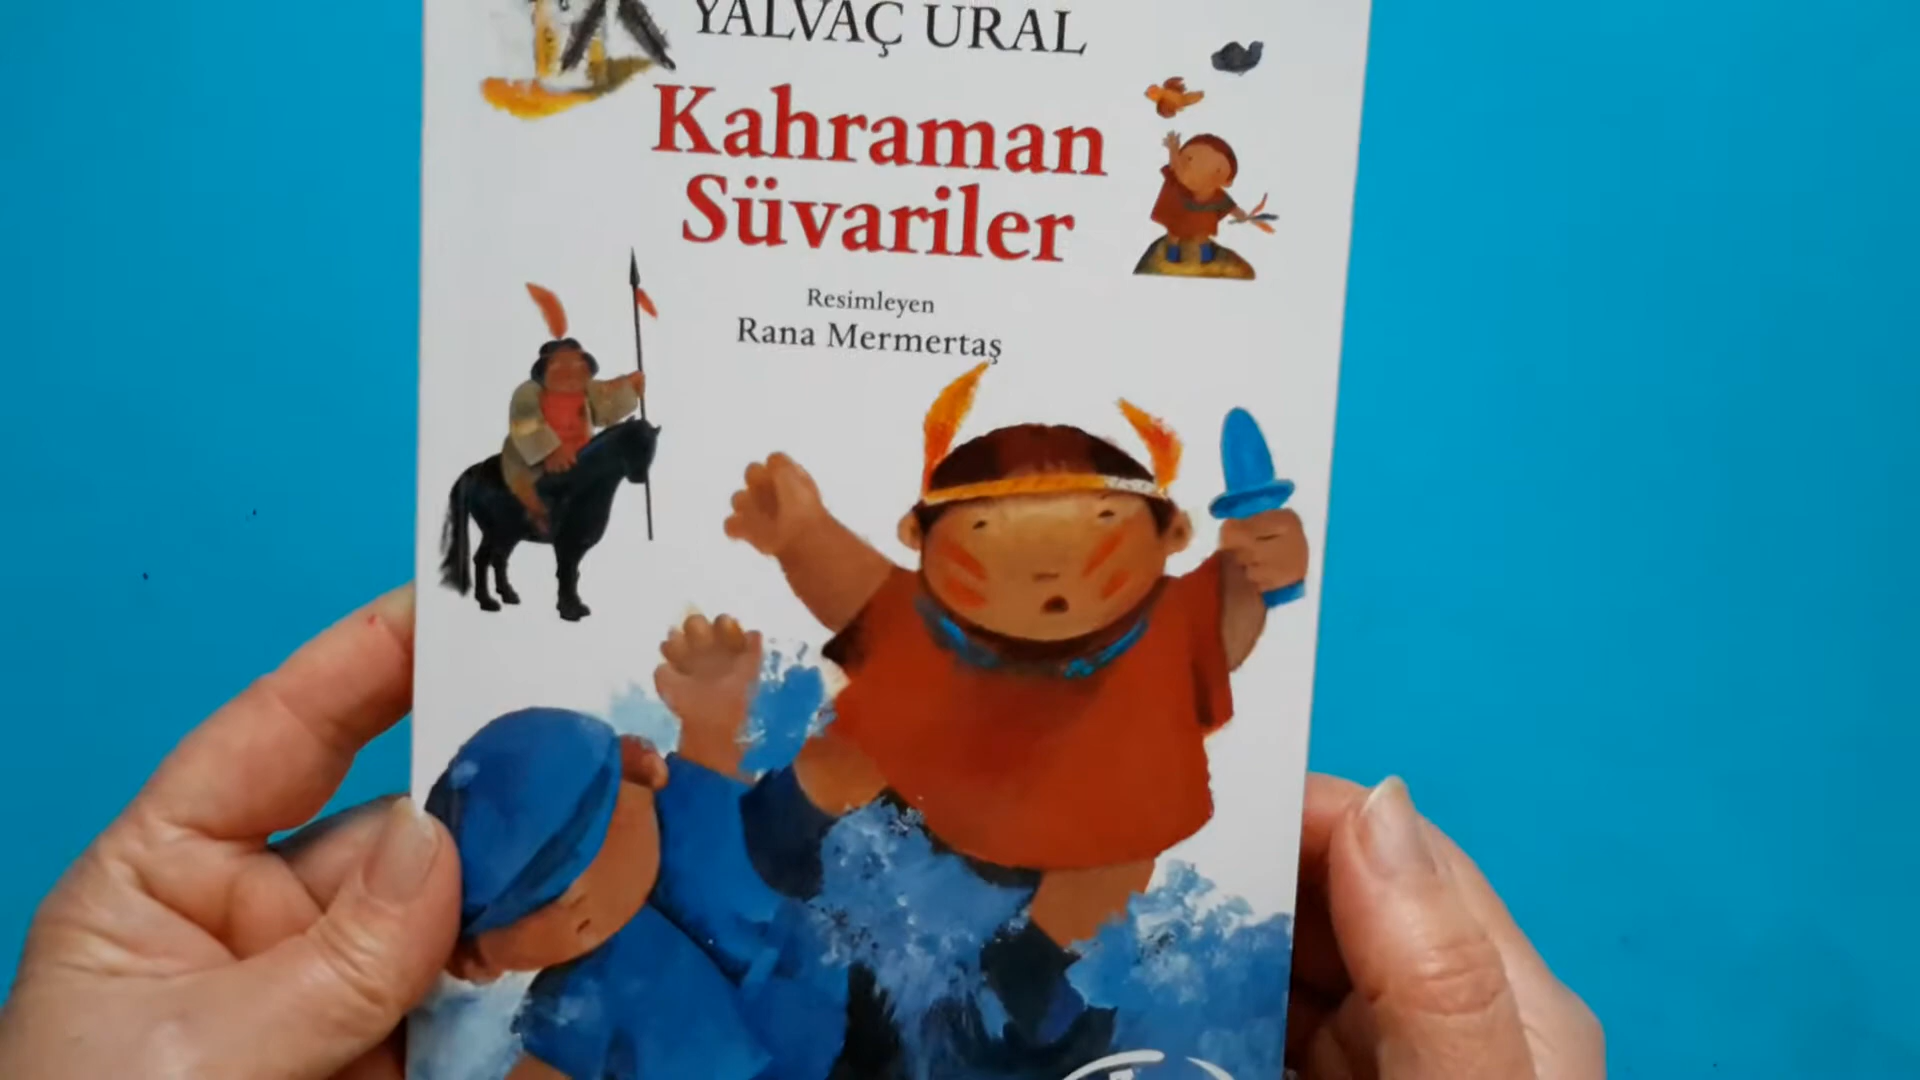 YALVAÇ URAL
Kahraman
Süvariler
Resimleyen
Rana Mermertaş